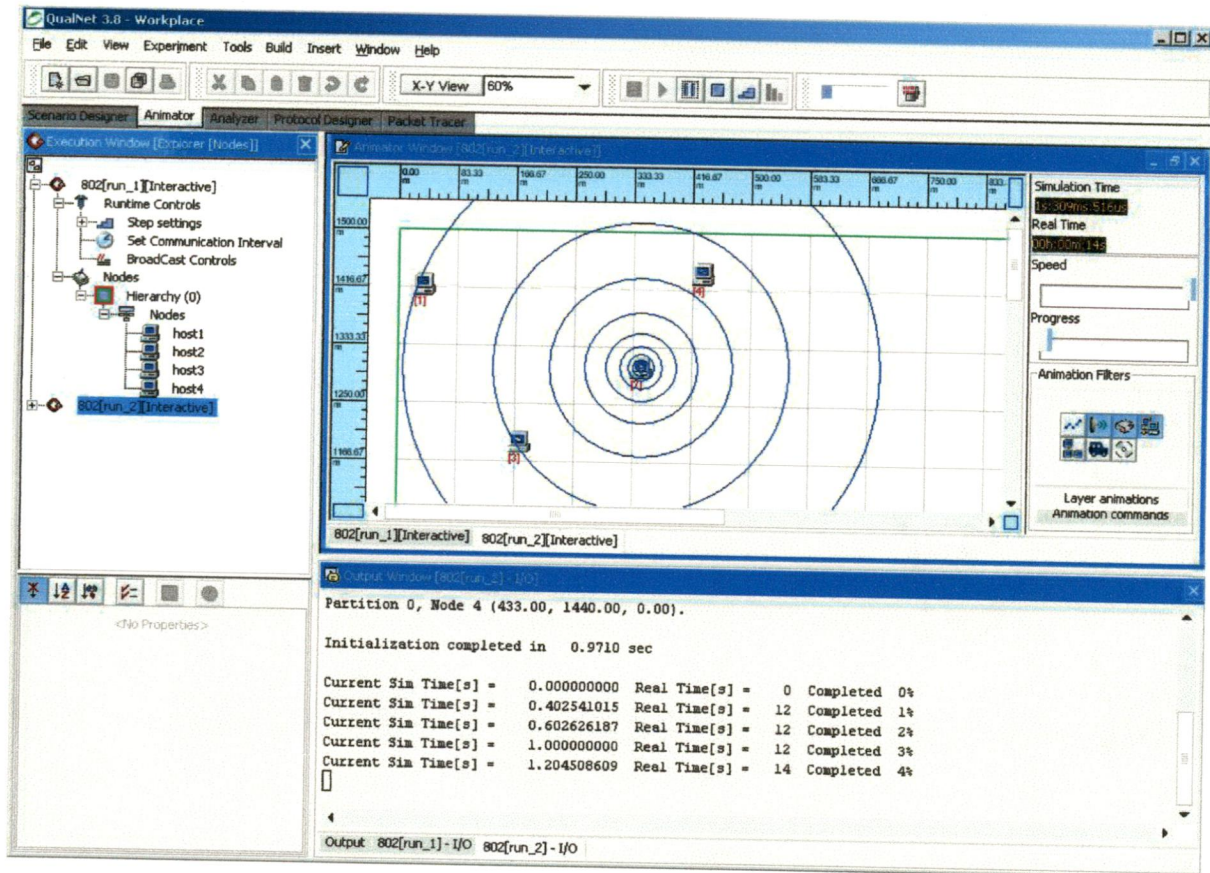 QualNet 3.8 - Workplace
File Edit View Experiment Tools Build Insert Window Help
X-Y View 60%
Scenario Designer Animator Analyzer Protocol Designer Packet Tracer
Execution Window [Explorer [Nodes]]
802[run_1][Interactive]
Runtime Controls
Step settings
Set Communication Interval
BroadCast Controls
Nodes
Hierarchy (0)
Nodes
host1
host2
host3
host4
802[run_2][Interactive]
<No Properties>
Animator Window [802[run_2][Interactive]]
0.00 m 83.33 m 166.67 m 250.00 m 333.33 m 416.67 m 500.00 m 583.33 m 666.67 m 750.00 m 833.
1500.00 m
1416.67 m
1333.33 m
1250.00 m
1166.67 m
[1]
[4]
[2]
[3]
802[run_1][Interactive] 802[run_2][Interactive]
Simulation Time
1s:309ms:516us
Real Time
00h:00m:14s
Speed
Progress
Animation Filters
Layer animations
Animation commands
Output Window [802[run_2] - I/O]
Partition 0, Node 4 (433.00, 1440.00, 0.00).
Initialization completed in 0.9710 sec
Current Sim Time[s] = 0.000000000 Real Time[s] = 0 Completed 0%
Current Sim Time[s] = 0.402541015 Real Time[s] = 12 Completed 1%
Current Sim Time[s] = 0.602626187 Real Time[s] = 12 Completed 2%
Current Sim Time[s] = 1.000000000 Real Time[s] = 12 Completed 3%
Current Sim Time[s] = 1.204508609 Real Time[s] = 14 Completed 4%
Output 802[run_1] - I/O 802[run_2] - I/O